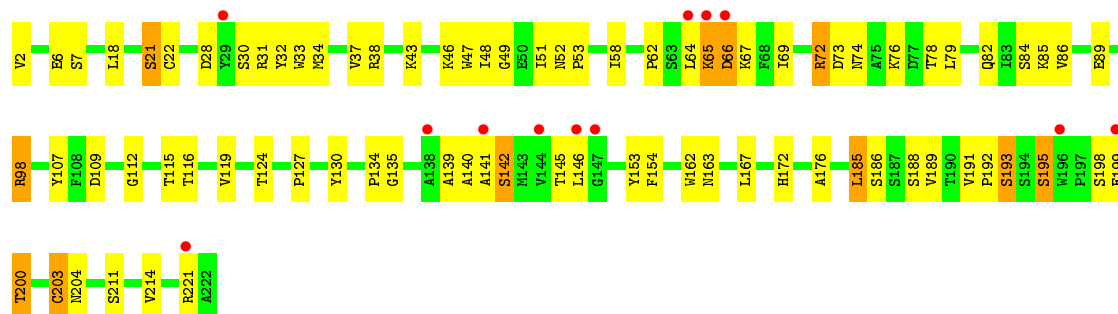 V2 E6 S7 L18 S21 C22 D28 Y29 S30 R31 Y32 W33 M34 V37 R38 K43 K46 W47 I48 G49 E50 I51 N52 P53 I58 P62 S63 L64 K65 D66 K67 F68 I69 R72 D73 N74 A75 K76 D77 T78 L79 Q82 I83 S84 K85 V86 E89
R98 Y107 F108 D109 G112 T115 T116 V119 T124 P127 Y130 P134 G135 A138 A139 A140 A141 S142 M143 V144 T145 L146 G147 Y153 F154 W162 N163 L167 H172 A176 L185 S186 S187 S188 V189 T190 V191 P192 S193 S194 S195 W196 P197 S198
T200 C203 N204 S211 V214 R221 A222